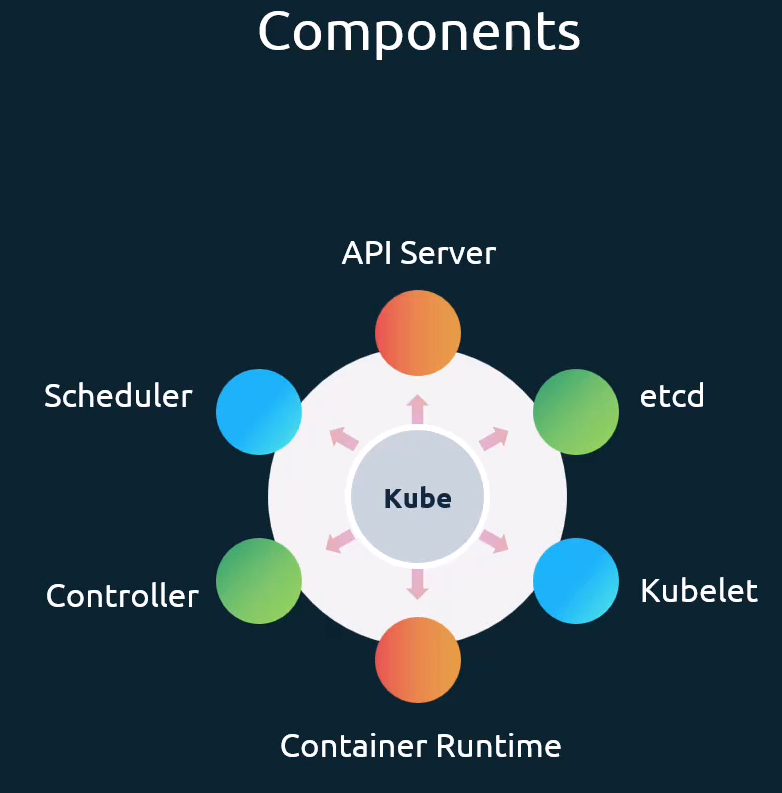 Components
API Server
Scheduler
etcd
Kube
Controller
Kubelet
Container Runtime